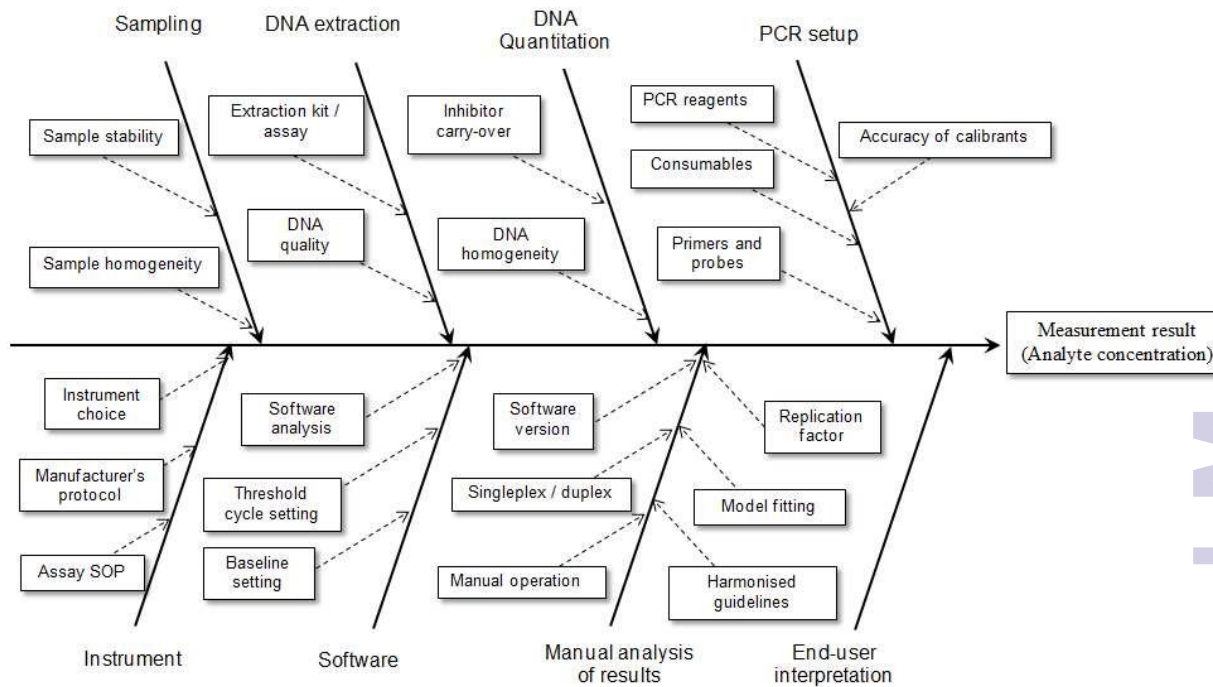 Sampling
DNA extraction
DNA
Quantitation
PCR setup
Sample stability
Extraction kit /
assay
Inhibitor
carry-over
PCR reagents
Accuracy of calibrants
Consumables
Sample homogeneity
DNA
quality
DNA
homogeneity
Primers and
probes
Measurement result
(Analyte concentration)
Instrument
choice
Software
analysis
Software
version
Replication
factor
Manufacturer's
protocol
Threshold
cycle setting
Singleplex / duplex
Model fitting
Assay SOP
Baseline
setting
Manual operation
Harmonised
guidelines
Instrument
Software
Manual analysis
of results
End-user
interpretation